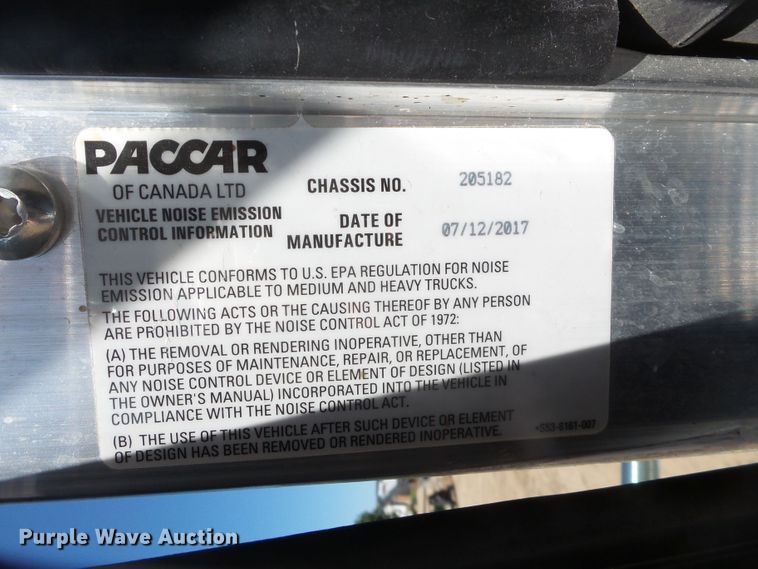 PACCAR
OF CANADA LTD
VEHICLE NOISE EMISSION
CONTROL INFORMATION
CHASSIS NO. 205182
DATE OF
MANUFACTURE 07/12/2017
THIS VEHICLE CONFORMS TO U.S. EPA REGULATION FOR NOISE
EMISSION APPLICABLE TO MEDIUM AND HEAVY TRUCKS.
THE FOLLOWING ACTS OR THE CAUSING THEREOF BY ANY PERSON
ARE PROHIBITED BY THE NOISE CONTROL ACT OF 1972:
(A) THE REMOVAL OR RENDERING INOPERATIVE, OTHER THAN
FOR PURPOSES OF MAINTENANCE, REPAIR, OR REPLACEMENT, OF
ANY NOISE CONTROL DEVICE OR ELEMENT OF DESIGN (LISTED IN
THE OWNER'S MANUAL) INCORPORATED INTO THE VEHICLE IN
COMPLIANCE WITH THE NOISE CONTROL ACT.
(B) THE USE OF THIS VEHICLE AFTER SUCH DEVICE OR ELEMENT
OF DESIGN HAS BEEN REMOVED OR RENDERED INOPERATIVE.
+S53-6161-007
Purple Wave Auction